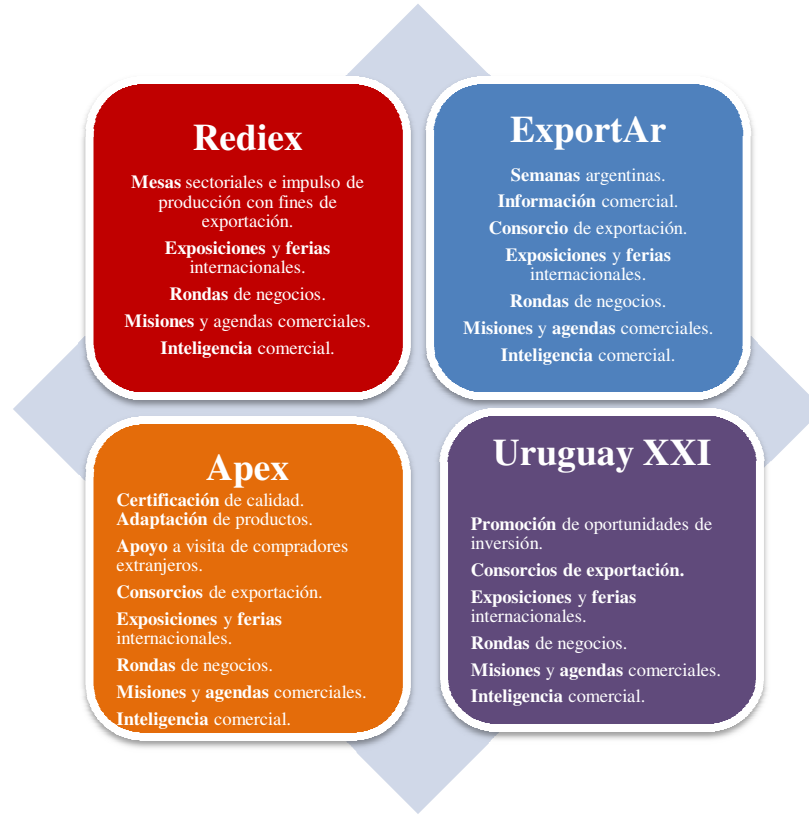 Rediex
Mesas sectoriales e impulso de
producción con fines de
exportación.
Exposiciones y ferias
internacionales.
Rondas de negocios.
Misiones y agendas comerciales.
Inteligencia comercial.
ExportAr
Semanas argentinas.
Información comercial.
Consorcio de exportación.
Exposiciones y ferias
internacionales.
Rondas de negocios.
Misiones y agendas comerciales.
Inteligencia comercial.
Apex
Certificación de calidad.
Adaptación de productos.
Apoyo a visita de compradores
extranjeros.
Consorcios de exportación.
Exposiciones y ferias
internacionales.
Rondas de negocios.
Misiones y agendas comerciales.
Inteligencia comercial.
Uruguay XXI
Promoción de oportunidades de
inversión.
Consorcios de exportación.
Exposiciones y ferias
internacionales.
Rondas de negocios.
Misiones y agendas comerciales.
Inteligencia comercial.